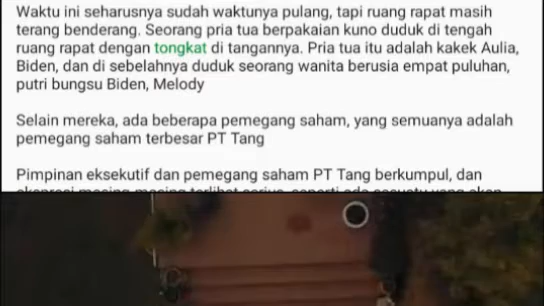 Waktu ini seharusnya sudah waktunya pulang, tapi ruang rapat masih
terang benderang. Seorang pria tua berpakaian kuno duduk di tengah
ruang rapat dengan tongkat di tangannya. Pria tua itu adalah kakek Aulia,
Biden, dan di sebelahnya duduk seorang wanita berusia empat puluhan,
putri bungsu Biden, Melody
Selain mereka, ada beberapa pemegang saham, yang semuanya adalah
pemegang saham terbesar PT Tang
Pimpinan eksekutif dan pemegang saham PT Tang berkumpul, dan